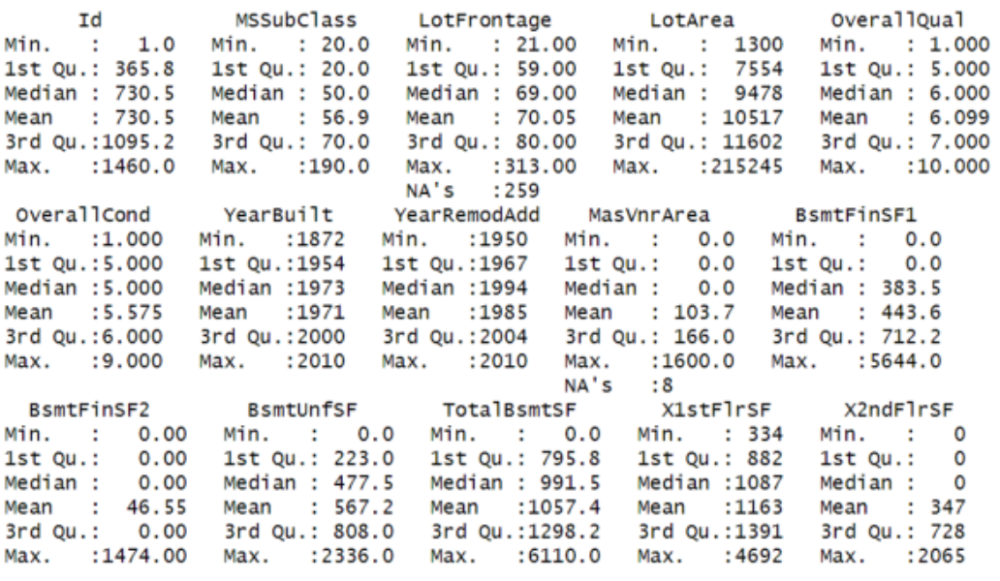 Id MSSubClass LotFrontage LotArea OverallQual
Min. : 1.0 Min. : 20.0 Min. : 21.00 Min. : 1300 Min. : 1.000
1st Qu.: 365.8 1st Qu.: 20.0 1st Qu.: 59.00 1st Qu.: 7554 1st Qu.: 5.000
Median : 730.5 Median : 50.0 Median : 69.00 Median : 9478 Median : 6.000
Mean : 730.5 Mean : 56.9 Mean : 70.05 Mean : 10517 Mean : 6.099
3rd Qu.:1095.2 3rd Qu.: 70.0 3rd Qu.: 80.00 3rd Qu.: 11602 3rd Qu.: 7.000
Max. :1460.0 Max. :190.0 Max. :313.00 Max. :215245 Max. :10.000
NA's :259
OverallCond YearBuilt YearRemodAdd MasVnrArea BsmtFinSF1
Min. :1.000 Min. :1872 Min. :1950 Min. : 0.0 Min. : 0.0
1st Qu.:5.000 1st Qu.:1954 1st Qu.:1967 1st Qu.: 0.0 1st Qu.: 0.0
Median :5.000 Median :1973 Median :1994 Median : 0.0 Median : 383.5
Mean :5.575 Mean :1971 Mean :1985 Mean : 103.7 Mean : 443.6
3rd Qu.:6.000 3rd Qu.:2000 3rd Qu.:2004 3rd Qu.: 166.0 3rd Qu.: 712.2
Max. :9.000 Max. :2010 Max. :2010 Max. :1600.0 Max. :5644.0
NA's :8
BsmtFinSF2 BsmtUnfSF TotalBsmtSF X1stFlrSF X2ndFlrSF
Min. : 0.00 Min. : 0.0 Min. : 0.0 Min. : 334 Min. : 0
1st Qu.: 0.00 1st Qu.: 223.0 1st Qu.: 795.8 1st Qu.: 882 1st Qu.: 0
Median : 0.00 Median : 477.5 Median : 991.5 Median :1087 Median : 0
Mean : 46.55 Mean : 567.2 Mean :1057.4 Mean :1163 Mean : 347
3rd Qu.: 0.00 3rd Qu.: 808.0 3rd Qu.:1298.2 3rd Qu.:1391 3rd Qu.: 728
Max. :1474.00 Max. :2336.0 Max. :6110.0 Max. :4692 Max. :2065